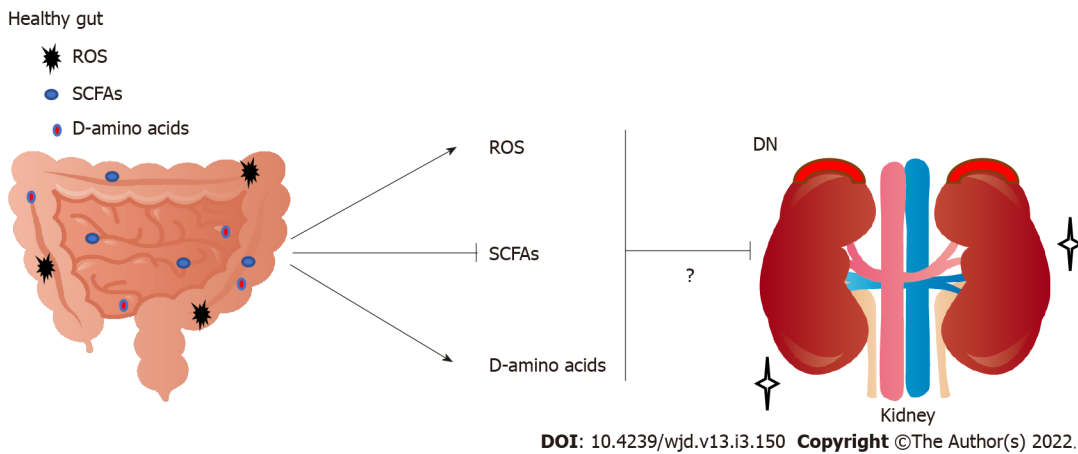 Healthy gut
ROS
SCFAs
D-amino acids
ROS
SCFAs
D-amino acids
?
DN
Kidney
DOI: 10.4239/wjd.v13.i3.150 Copyright ©The Author(s) 2022.